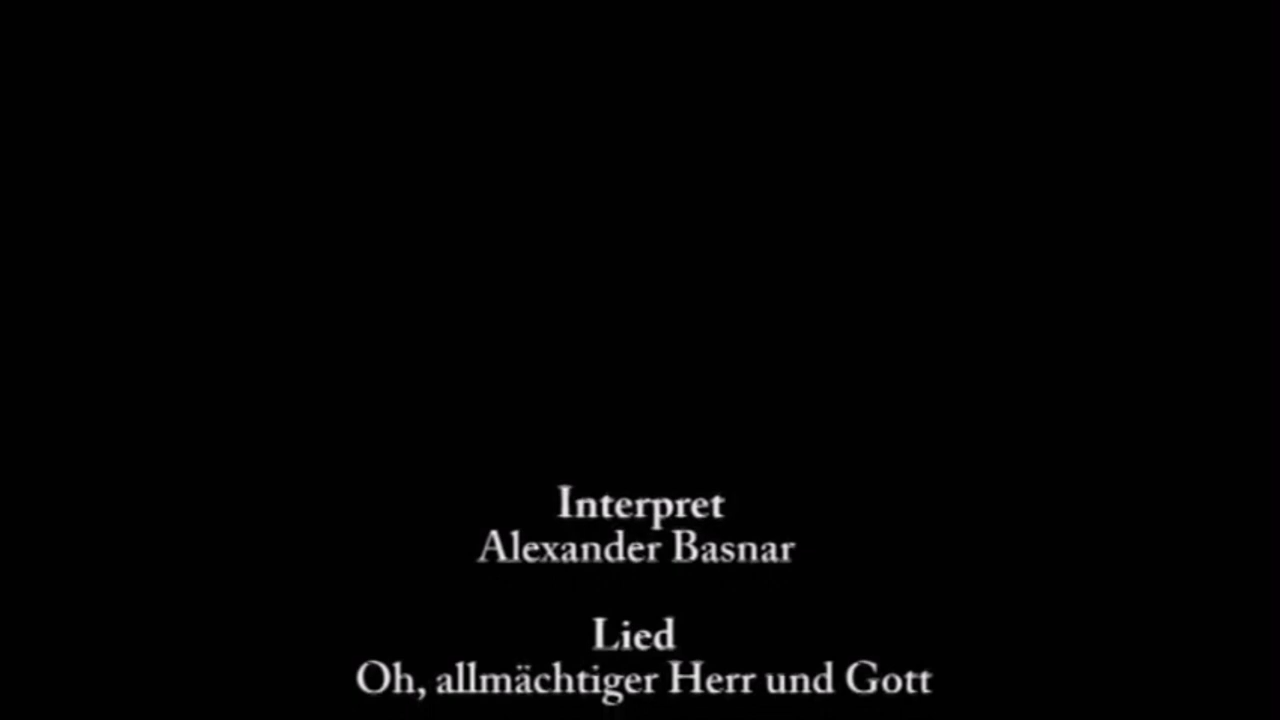 Interpret
Alexander Basnar
Lied
Oh, allmächtiger Herr und Gott